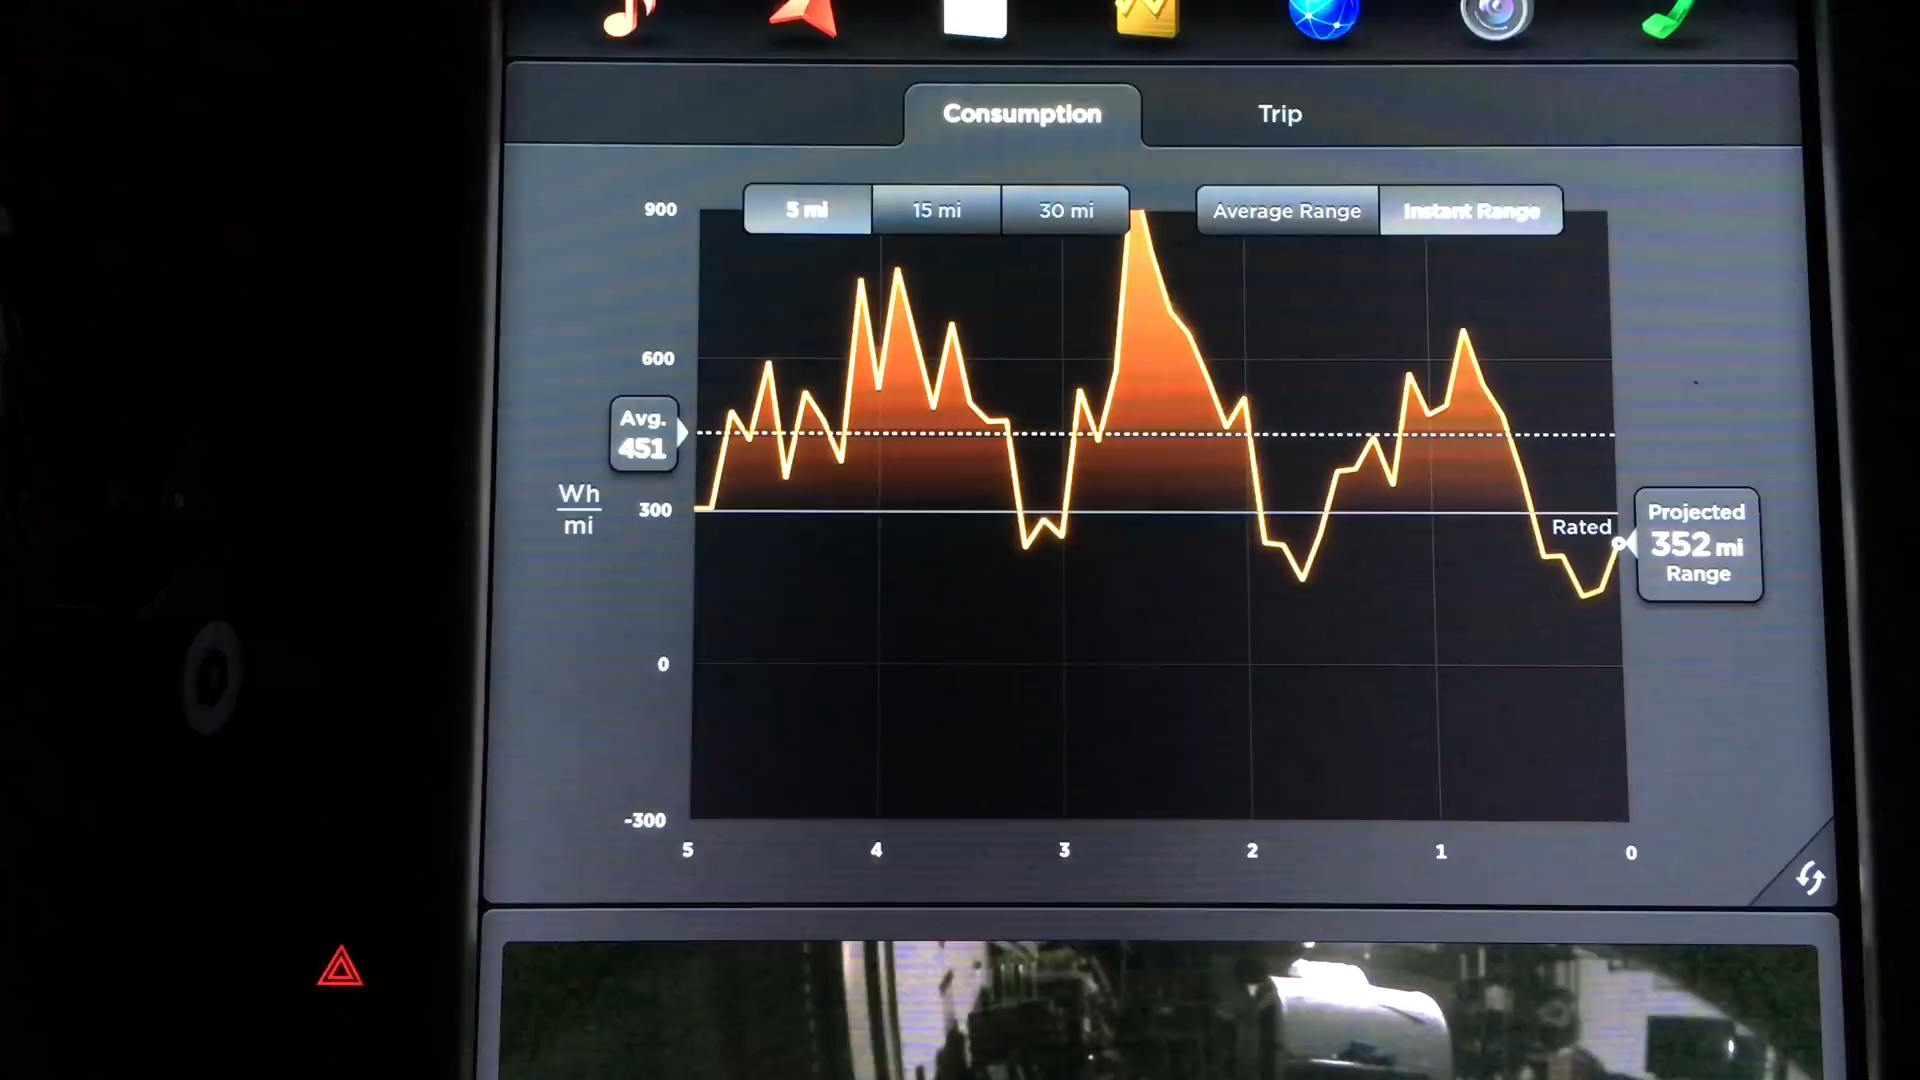 Consumption
Trip
5 mi
15 mi
30 mi
Average Range
Instant Range
900
600
Avg.
451
Wh
mi
300
Rated
Projected
352 mi
Range
0
-300
5
4
3
2
1
0